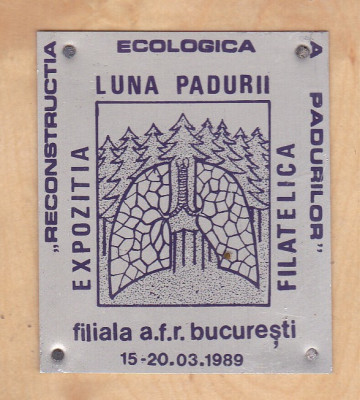 „RECONSTRUCTIA ECOLOGICA A PADURILOR”
LUNA PADURII
EXPOZITIA
FILATELICA
filiala a.f.r. bucureşti
15-20.03.1989